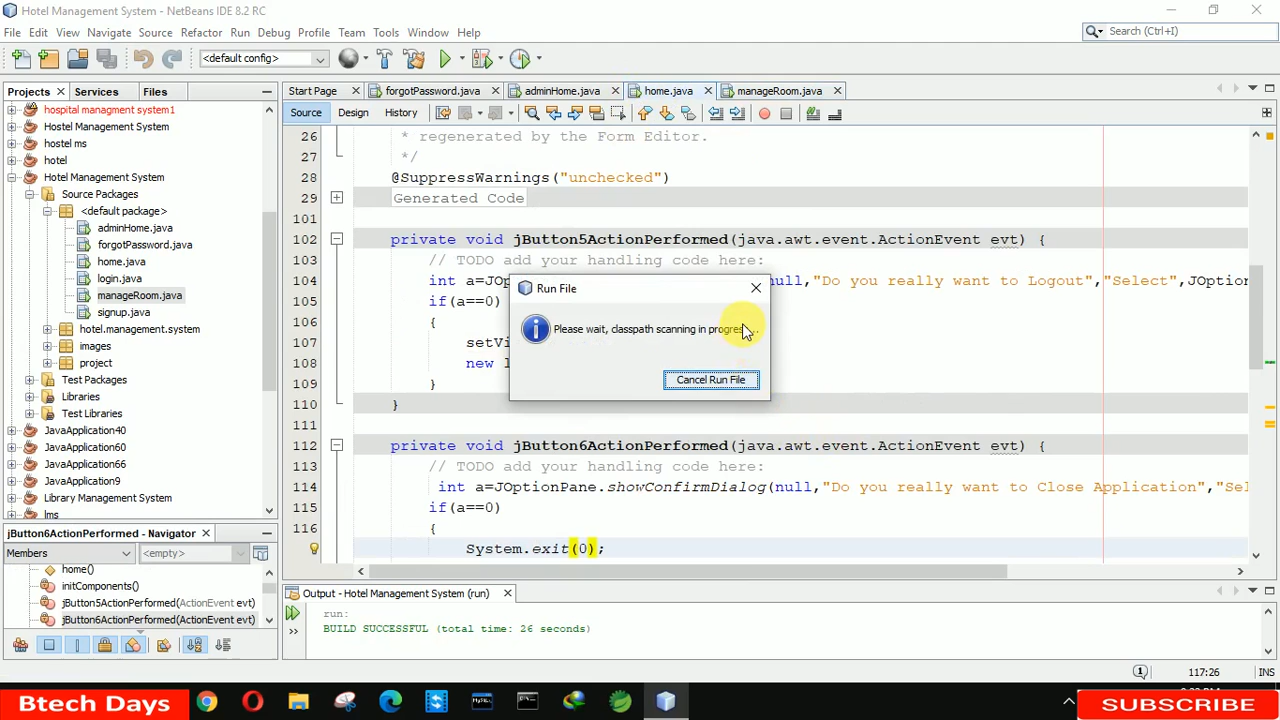 Hotel Management System - NetBeans IDE 8.2 RC
File Edit View Navigate Source Refactor Run Debug Profile Team Tools Window Help
Search (Ctrl+I)
<default config>
Projects Services Files
Start Page forgotPassword.java adminHome.java home.java manageRoom.java
Source Design History
hospital managment system1
Hostel Management System
hostel ms
hotel
Hotel Management System
Source Packages
<default package>
adminHome.java
forgotPassword.java
home.java
login.java
manageRoom.java
signup.java
hotel.management.system
images
project
Test Packages
Libraries
Test Libraries
JavaApplication40
JavaApplication60
JavaApplication66
JavaApplication9
Library Management System
lms
26 * regenerated by the Form Editor.
27 */
28 @SuppressWarnings("unchecked")
29 Generated Code
101
102 private void jButton5ActionPerformed(java.awt.event.ActionEvent evt) {
103 // TODO add your handling code here:
104 int a=JO null,"Do you really want to Logout","Select",JOption
105 if(a==0)
106 {
107 setVi
108 new l
109 }
110 }
111
112 private void jButton6ActionPerformed(java.awt.event.ActionEvent evt) {
113 // TODO add your handling code here:
114 int a=JOptionPane.showConfirmDialog(null,"Do you really want to Close Application","Sel
115 if(a==0)
116 {
System.exit(0);
Run File
Please wait, classpath scanning in progress...
Cancel Run File
jButton6ActionPerformed - Navigator
Members <empty>
home()
initComponents()
jButton5ActionPerformed(ActionEvent evt)
jButton6ActionPerformed(ActionEvent evt)
Output - Hotel Management System (run)
run:
BUILD SUCCESSFUL (total time: 26 seconds)
117:26 INS
Btech Days
SUBSCRIBE